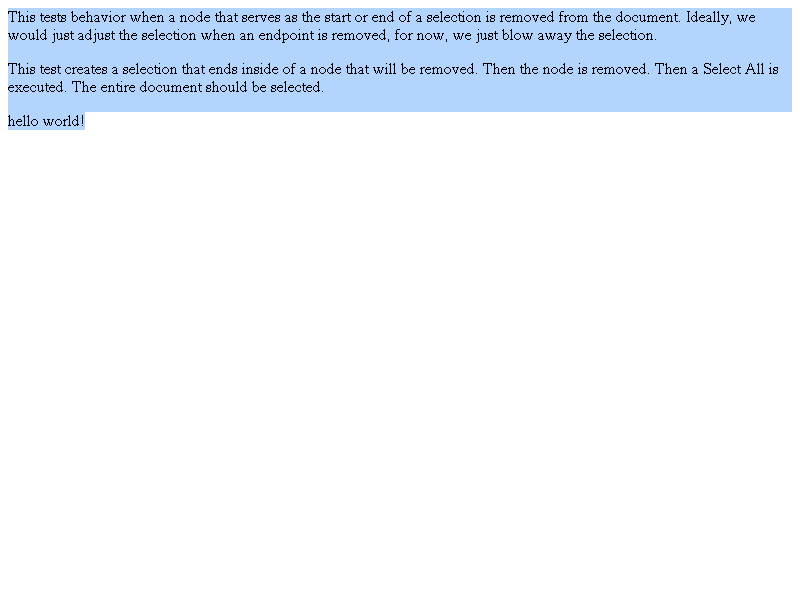 This tests behavior when a node that serves as the start or end of a selection is removed from the document. Ideally, we
would just adjust the selection when an endpoint is removed, for now, we just blow away the selection.
This test creates a selection that ends inside of a node that will be removed. Then the node is removed. Then a Select All is
executed. The entire document should be selected.
hello world!